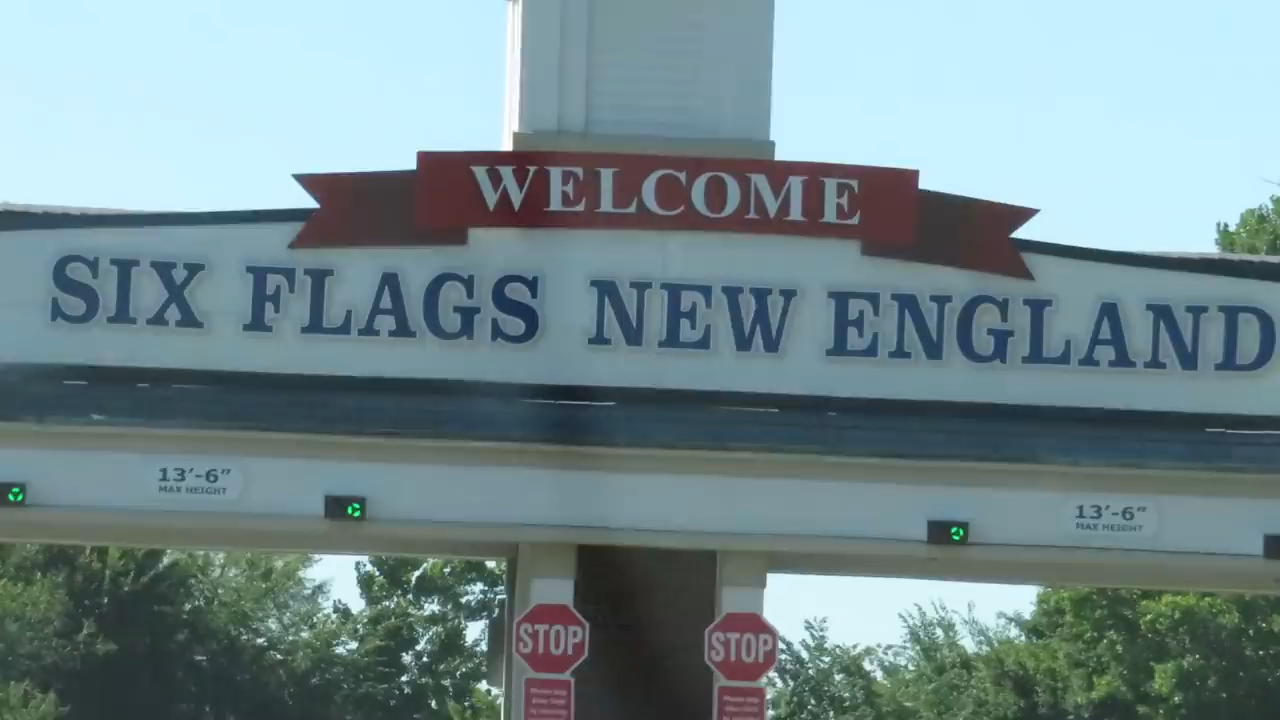 WELCOME
SIX FLAGS NEW ENGLAND
13'-6"
MAX HEIGHT
13'-6"
MAX HEIGHT
STOP
STOP